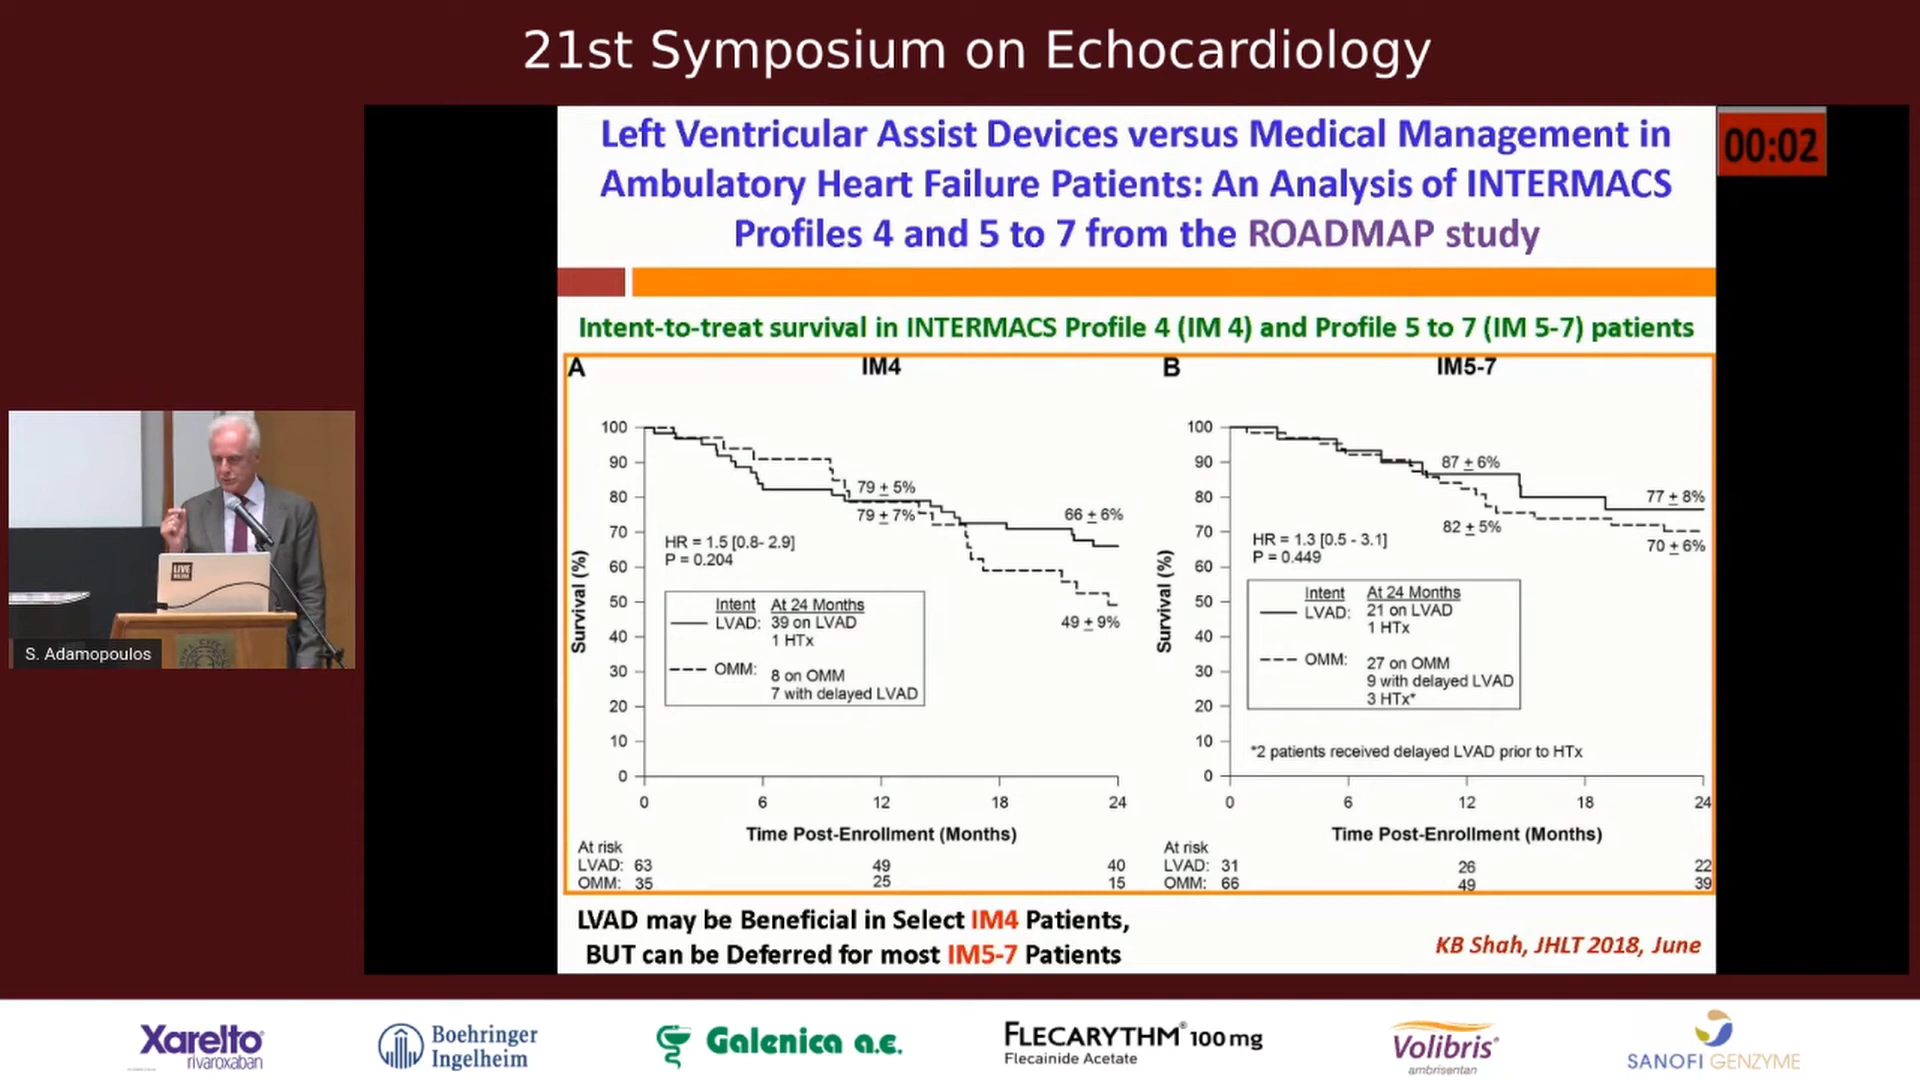 21st Symposium on Echocardiology
Left Ventricular Assist Devices versus Medical Management in
Ambulatory Heart Failure Patients: An Analysis of INTERMACS
Profiles 4 and 5 to 7 from the ROADMAP study
00:02
Intent-to-treat survival in INTERMACS Profile 4 (IM 4) and Profile 5 to 7 (IM 5-7) patients
A
IM4
Survival (%)
100
90
80
70
60
50
40
30
20
10
0
79 ± 5%
79 ± 7%
66 ± 6%
49 ± 9%
HR = 1.5 [0.8- 2.9]
P = 0.204
Intent At 24 Months
LVAD: 39 on LVAD
1 HTx
OMM: 8 on OMM
7 with delayed LVAD
0 6 12 18 24
Time Post-Enrollment (Months)
At risk
LVAD: 63 49 40
OMM: 35 25 15
B
IM5-7
Survival (%)
100
90
80
70
60
50
40
30
20
10
0
87 ± 6%
82 ± 5%
77 ± 8%
70 ± 6%
HR = 1.3 [0.5 - 3.1]
P = 0.449
Intent At 24 Months
LVAD: 21 on LVAD
1 HTx
OMM: 27 on OMM
9 with delayed LVAD
3 HTx*
*2 patients received delayed LVAD prior to HTx
0 6 12 18 24
Time Post-Enrollment (Months)
At risk
LVAD: 31 26 22
OMM: 66 49 39
LVAD may be Beneficial in Select IM4 Patients,
BUT can be Deferred for most IM5-7 Patients
KB Shah, JHLT 2018, June
LIVE
S. Adamopoulos
Xarelto
rivaroxaban
Boehringer
Ingelheim
Galenica a.e.
FLECARYTHM® 100 mg
Flecainide Acetate
Volibris®
ambrisentan
SANOFI GENZYME